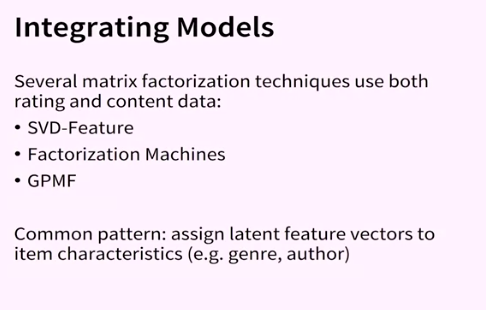 Integrating Models
Several matrix factorization techniques use both
rating and content data:
• SVD-Feature
• Factorization Machines
• GPMF
Common pattern: assign latent feature vectors to
item characteristics (e.g. genre, author)